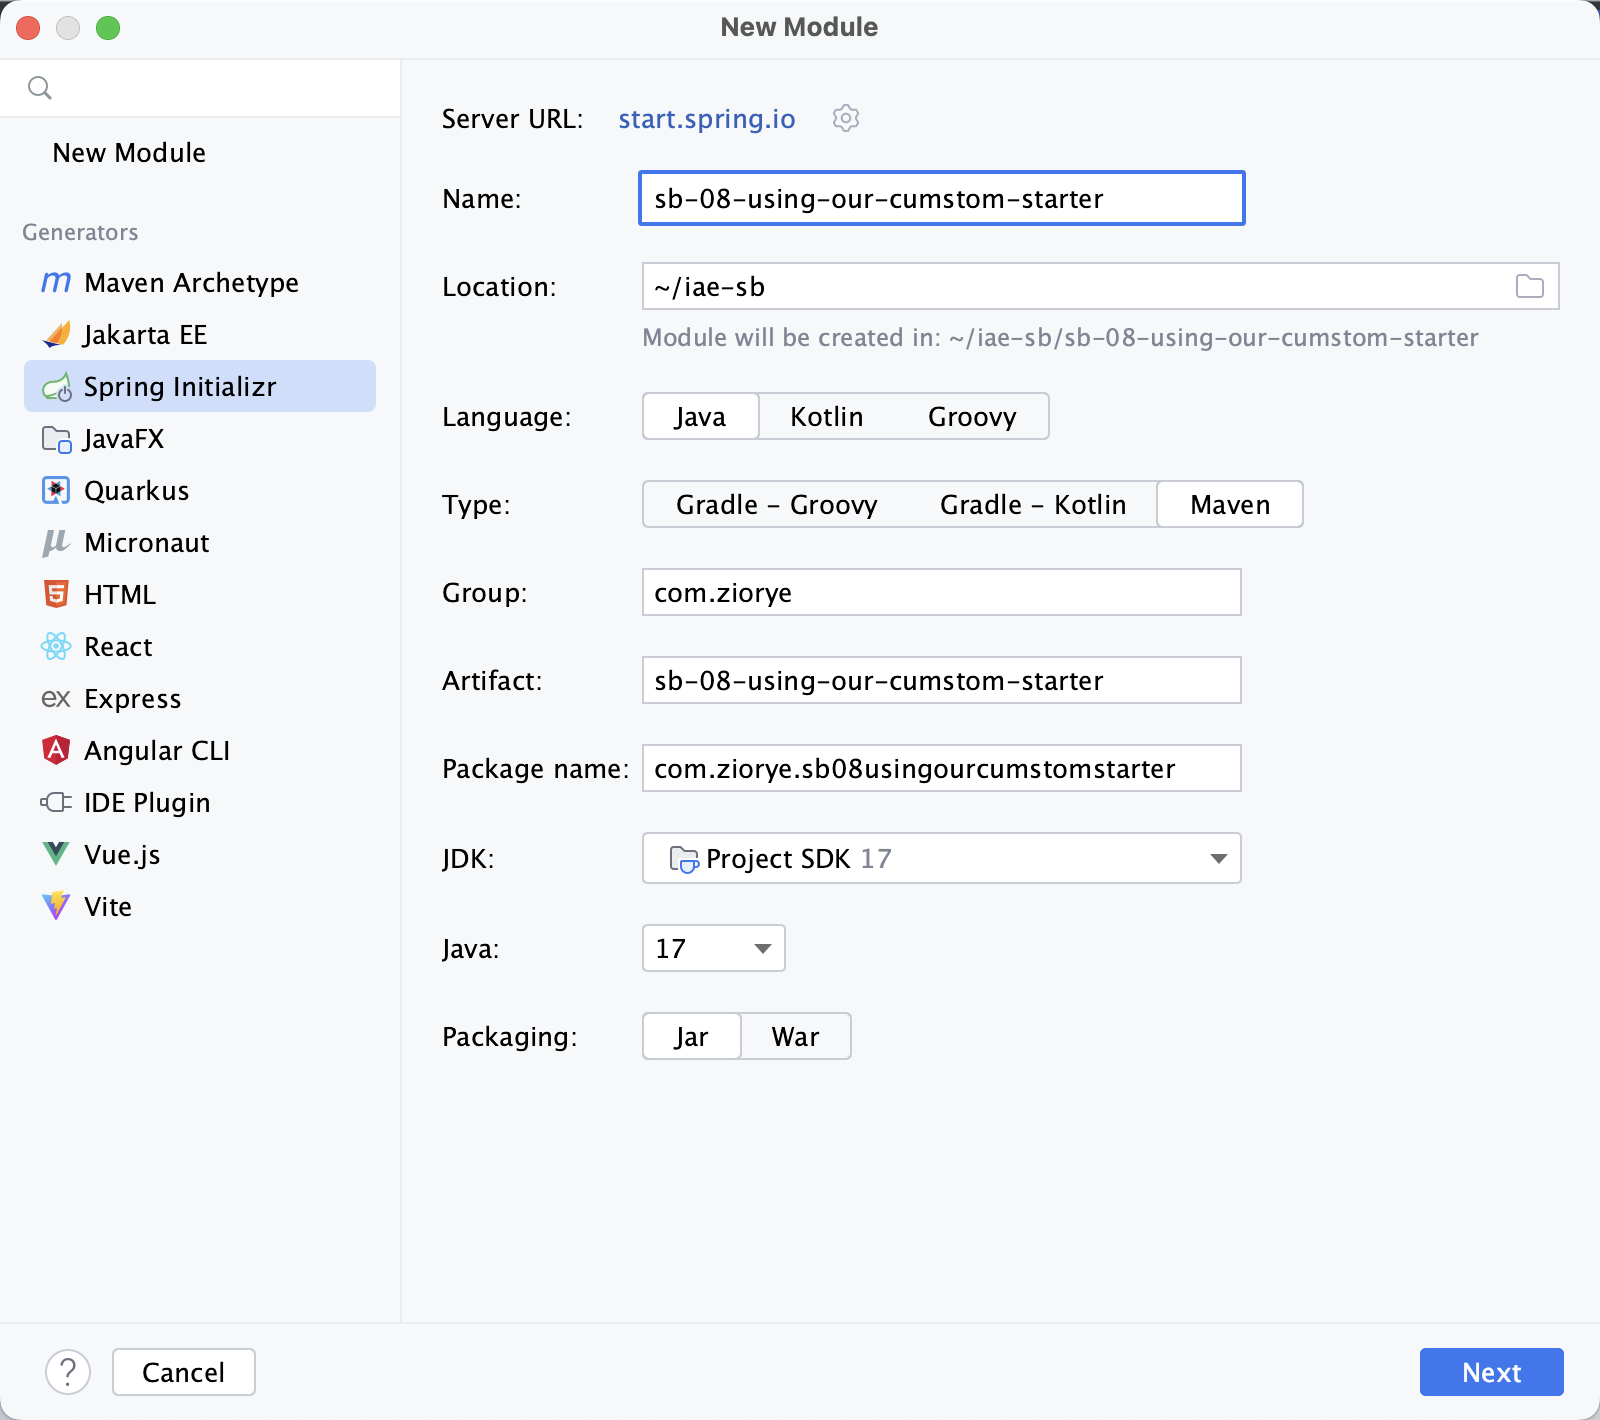 New Module
New Module
Generators
Maven Archetype
Jakarta EE
Spring Initializr
JavaFX
Quarkus
Micronaut
HTML
React
ex Express
Angular CLI
IDE Plugin
Vue.js
Vite
Server URL: start.spring.io
Name: sb-08-using-our-cumstom-starter
Location: ~/iae-sb
Module will be created in: ~/iae-sb/sb-08-using-our-cumstom-starter
Language: Java Kotlin Groovy
Type: Gradle - Groovy Gradle - Kotlin Maven
Group: com.ziorye
Artifact: sb-08-using-our-cumstom-starter
Package name: com.ziorye.sb08usingourcumstomstarter
JDK: Project SDK 17
Java: 17
Packaging: Jar War
? Cancel Next